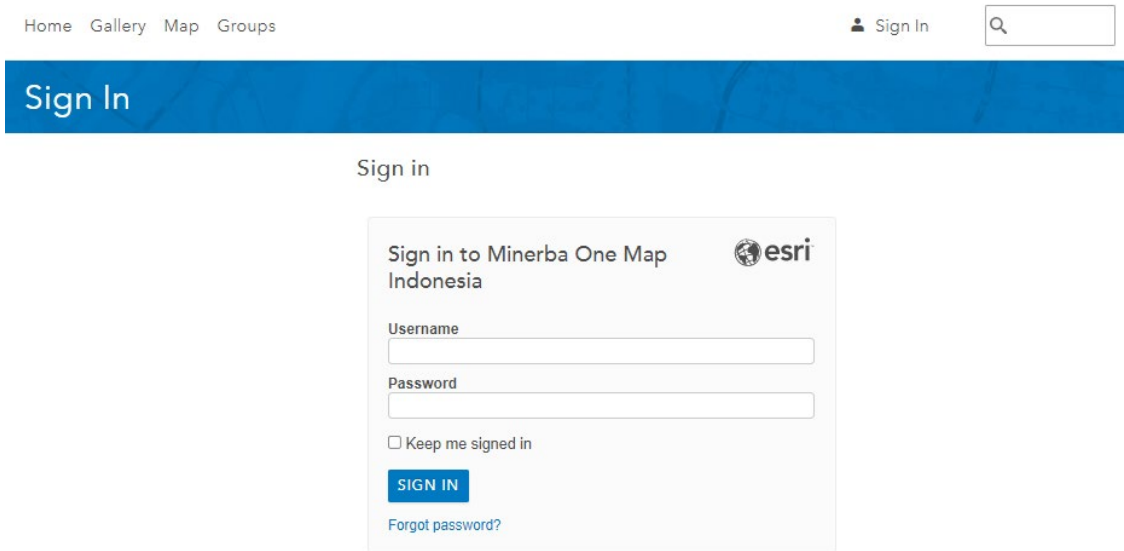 Home Gallery Map Groups Sign In
Sign In
Sign in
Sign in to Minerba One Map
Indonesia
esri
Username
Password
Keep me signed in
SIGN IN
Forgot password?